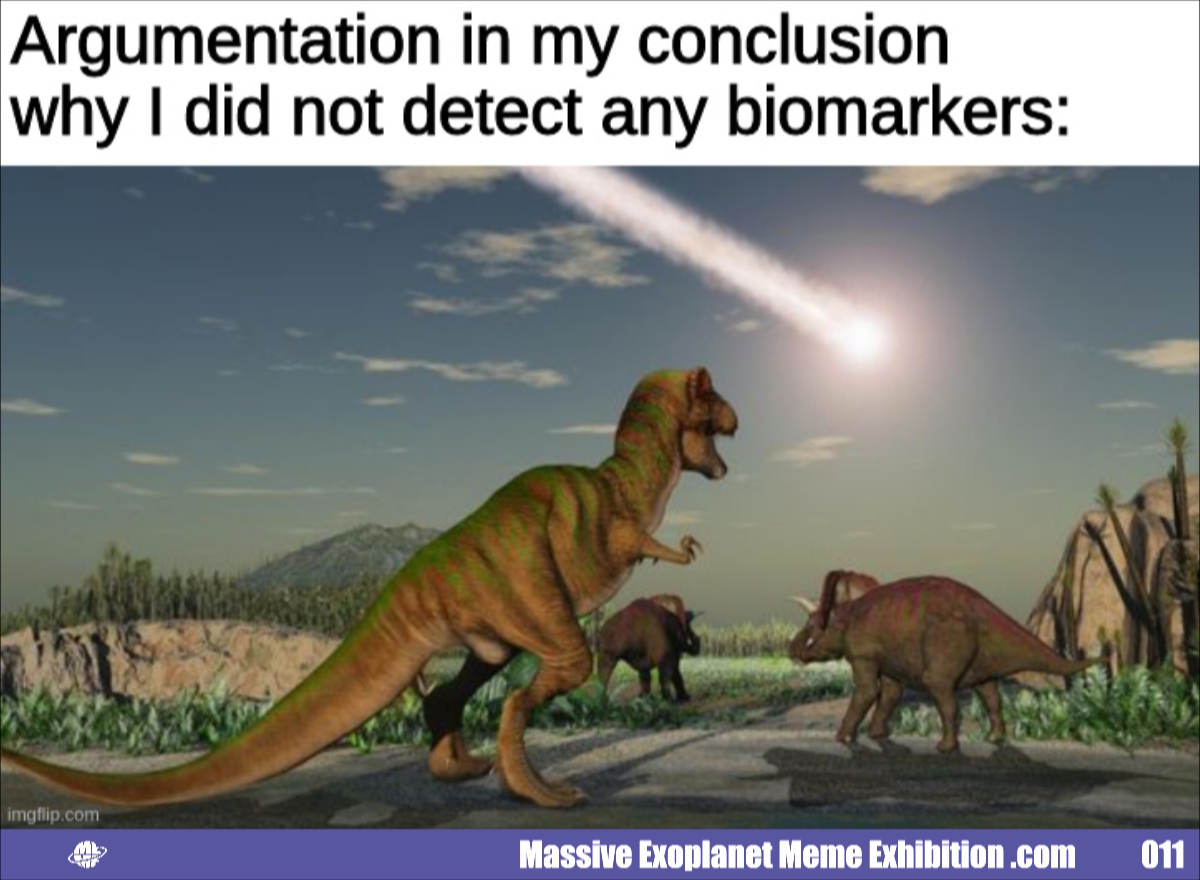 Argumentation in my conclusion
why I did not detect any biomarkers:
imgflip.com
Massive Exoplanet Meme Exhibition .com
011